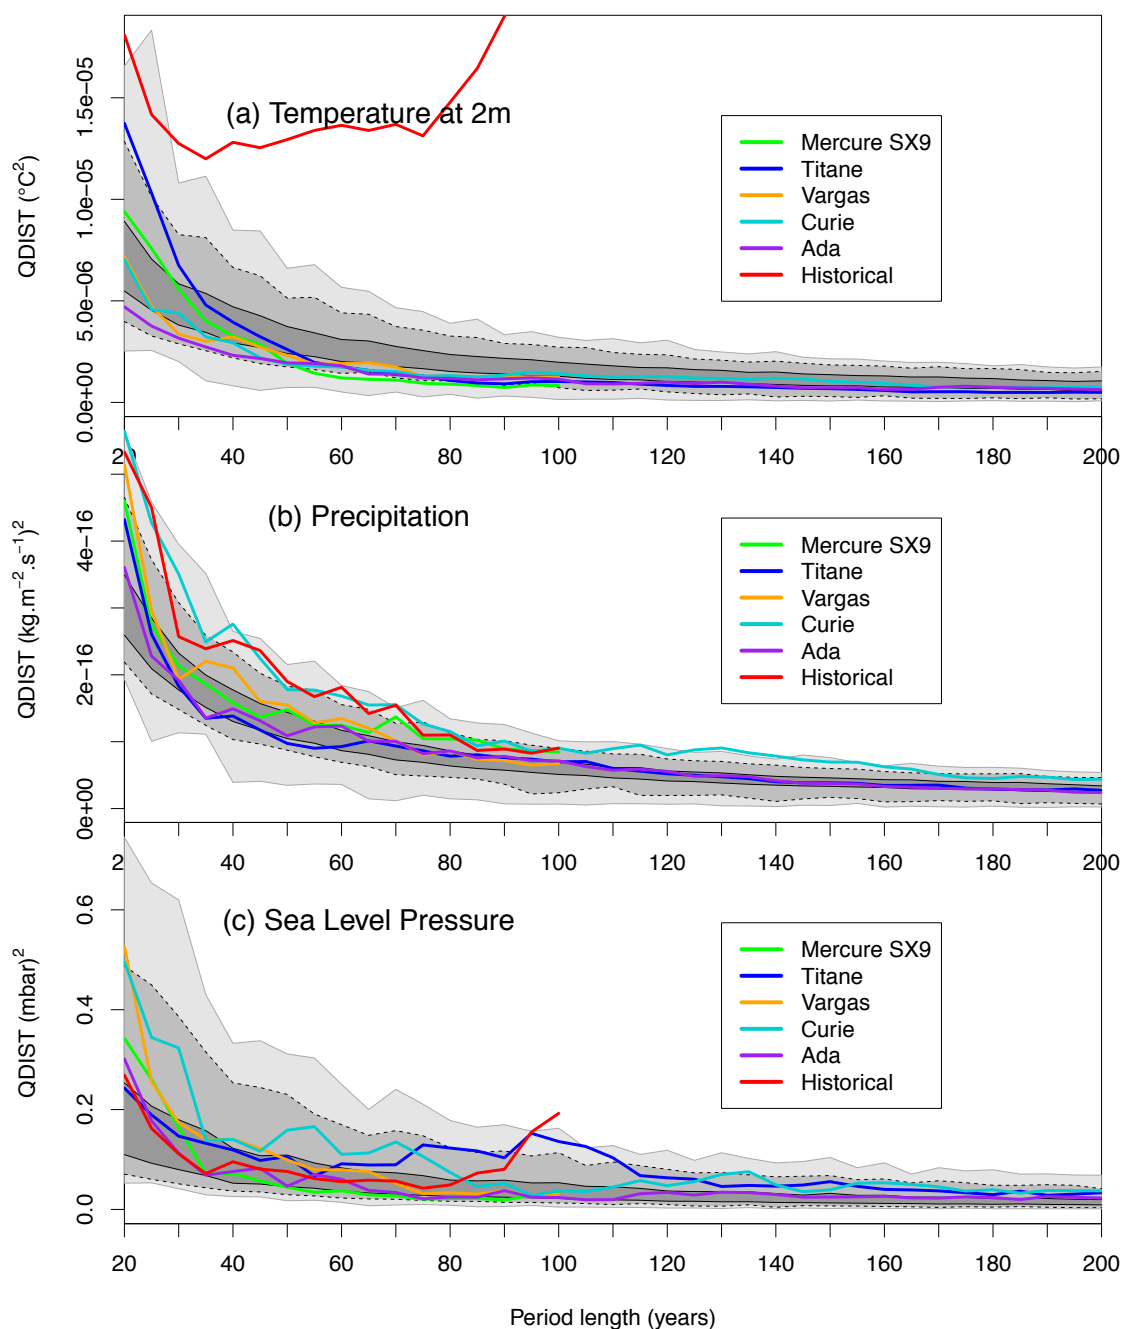 (a) Temperature at 2m
QDIST (°C²)
0.0e+00 5.0e−06 1.0e−05 1.5e−05
Mercure SX9
Titane
Vargas
Curie
Ada
Historical
20 40 60 80 100 120 140 160 180 200
(b) Precipitation
QDIST (kg.m⁻².s⁻¹)²
0e+00 2e−16 4e−16
Mercure SX9
Titane
Vargas
Curie
Ada
Historical
20 40 60 80 100 120 140 160 180 200
(c) Sea Level Pressure
QDIST (mbar)²
0.0 0.2 0.4 0.6
Mercure SX9
Titane
Vargas
Curie
Ada
Historical
20 40 60 80 100 120 140 160 180 200
Period length (years)